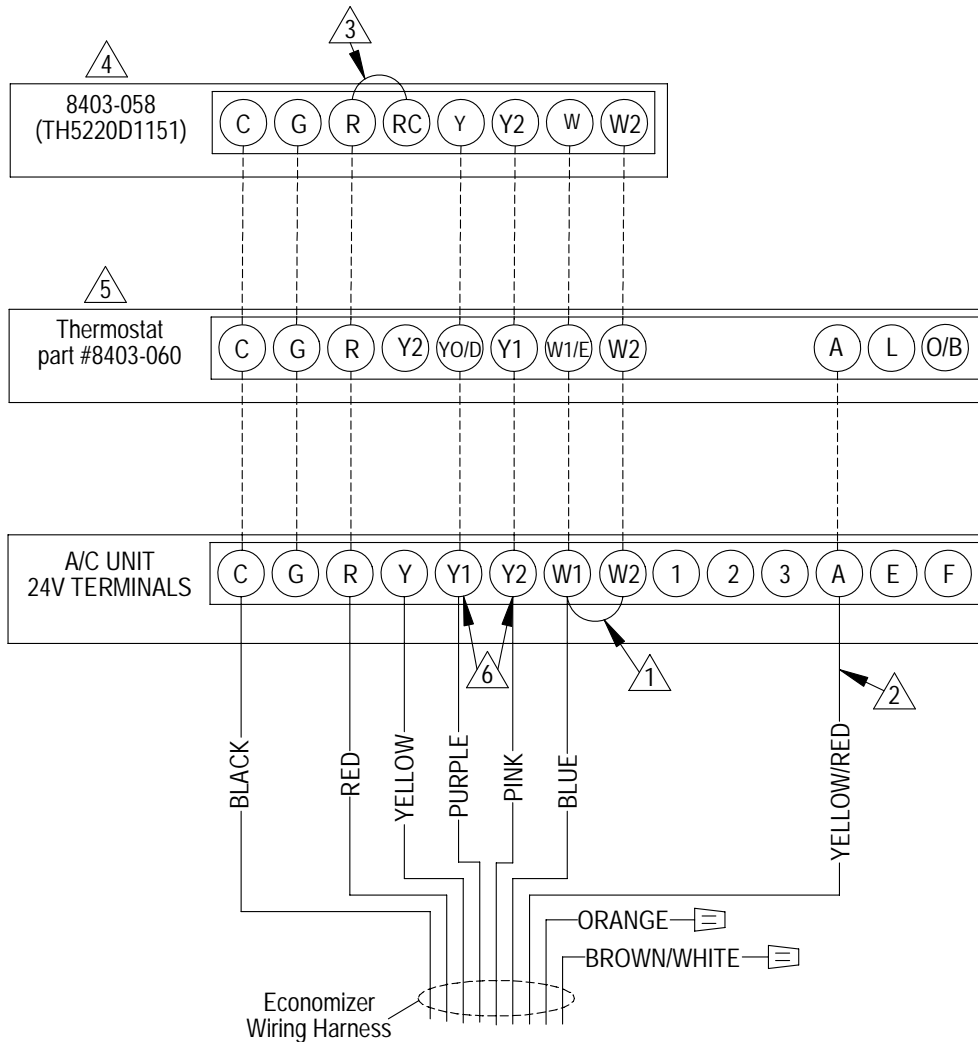 3
4
8403-058
(TH5220D1151)
C G R RC Y Y2 W W2
5
Thermostat
part #8403-060
C G R Y2 YO/D Y1 W1/E W2 A L O/B
A/C UNIT
24V TERMINALS
C G R Y Y1 Y2 W1 W2 1 2 3 A E F
6
1
2
BLACK
RED
YELLOW
PURPLE
PINK
BLUE
YELLOW/RED
ORANGE
BROWN/WHITE
Economizer
Wiring Harness